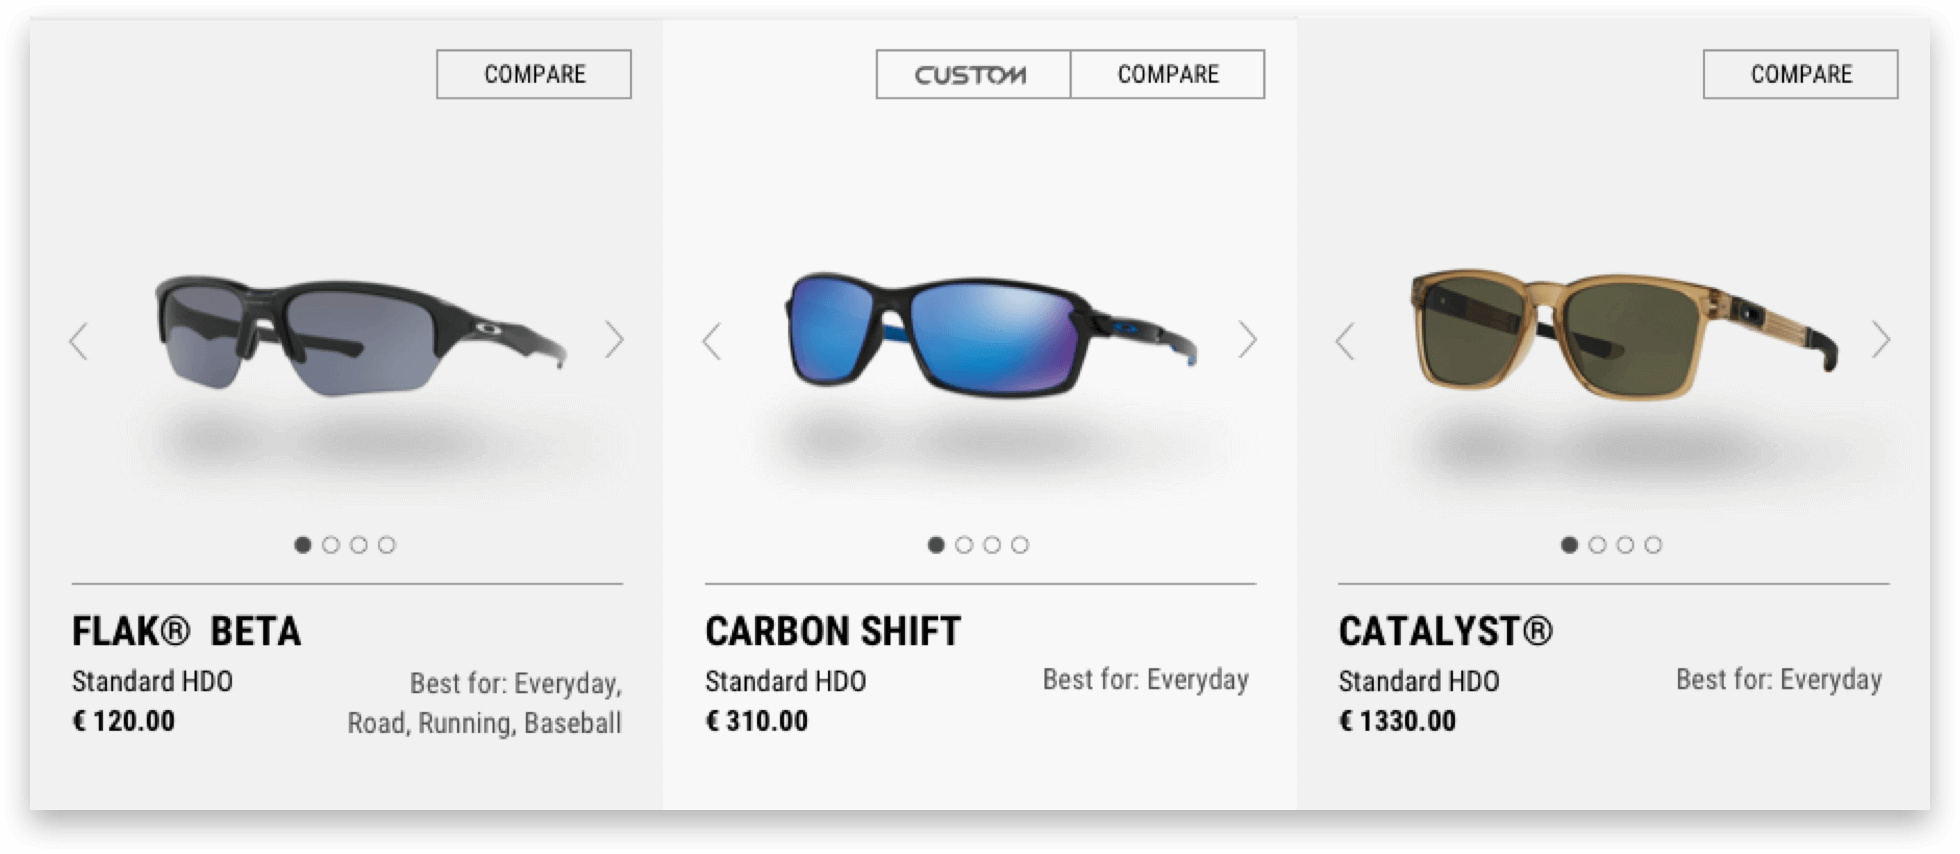 COMPARE
CUSTOM
COMPARE
COMPARE
FLAK® BETA
Standard HDO
€ 120.00
Best for: Everyday,
Road, Running, Baseball
CARBON SHIFT
Standard HDO
€ 310.00
Best for: Everyday
CATALYST®
Standard HDO
€ 1330.00
Best for: Everyday